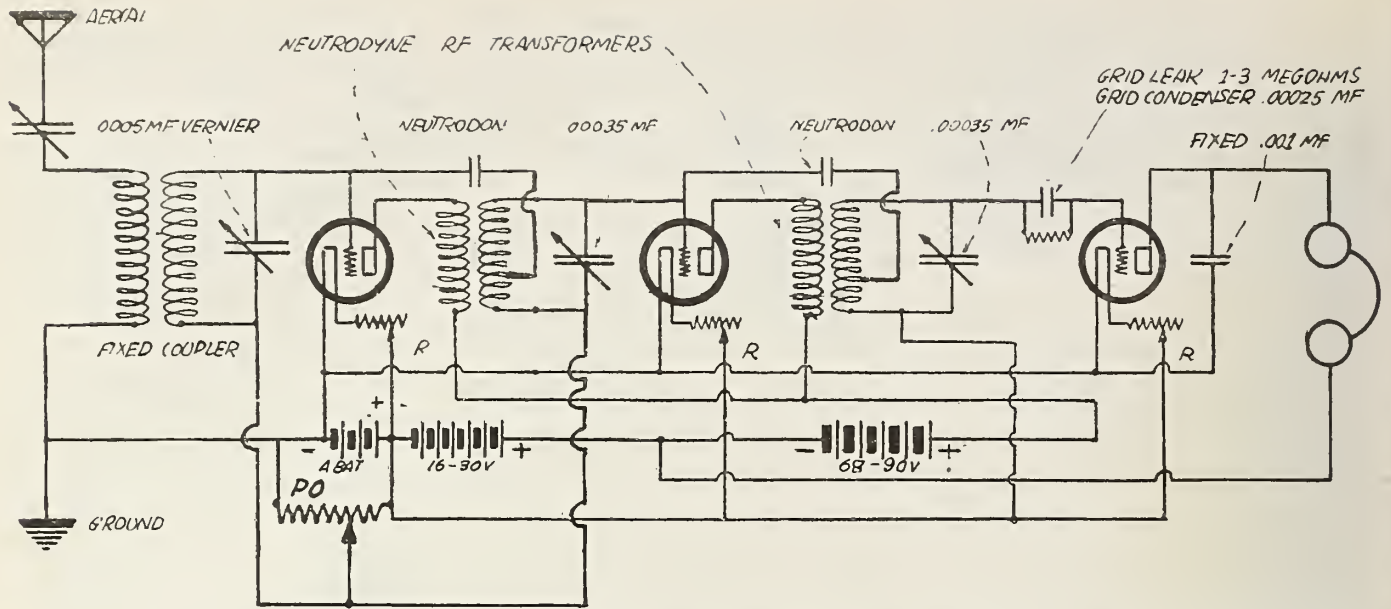 AERIAL
NEUTRODYNE RF TRANSFORMERS
GRID LEAK 1-3 MEGOHMS
GRID CONDENSER .00025 MF
.0005 MF VERNIER
NEUTRODON
.00035 MF
NEUTRODON
.00035 MF
FIXED .001 MF
FIXED COUPLER
R
R
R
+ -
- A BAT
16-30V +
- 68-90V +
PO
GROUND